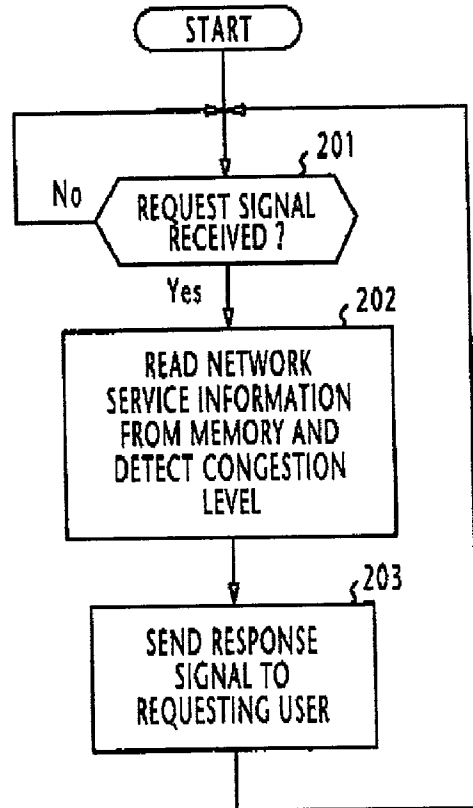 START
201
No
REQUEST SIGNAL
RECEIVED ?
Yes
202
READ NETWORK
SERVICE INFORMATION
FROM MEMORY AND
DETECT CONGESTION
LEVEL
203
SEND RESPONSE
SIGNAL TO
REQUESTING USER